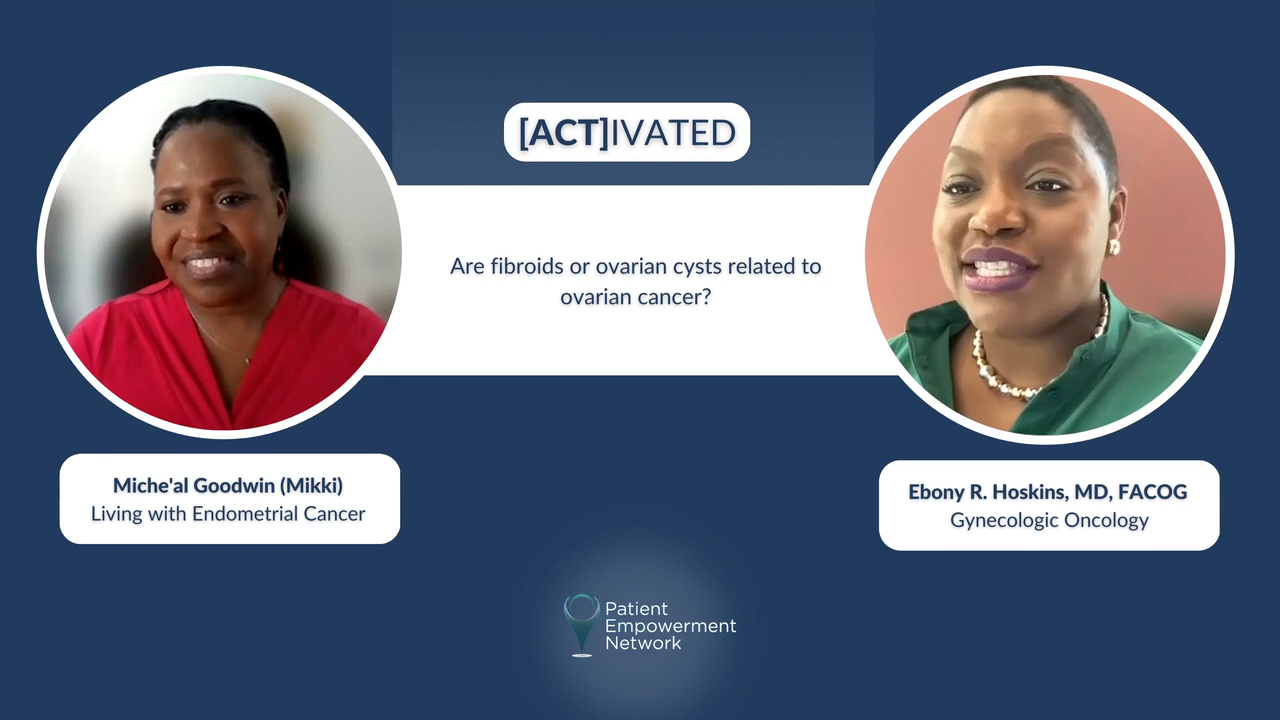 [ACT]IVATED
Are fibroids or ovarian cysts related to
ovarian cancer?
Miche'al Goodwin (Mikki)
Living with Endometrial Cancer
Ebony R. Hoskins, MD, FACOG
Gynecologic Oncology
Patient
Empowerment
Network